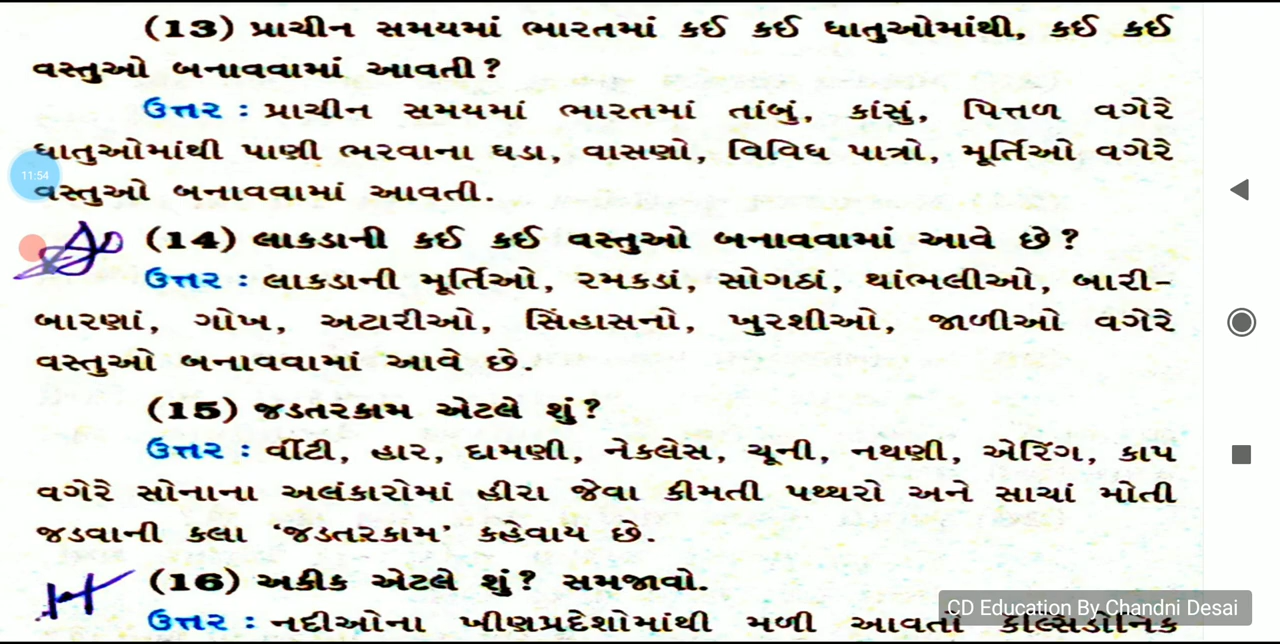 (13) પ્રાચીન સમયમાં ભારતમાં કઈ કઈ ધાતુઓમાંથી, કઈ કઈ
વસ્તુઓ બનાવવામાં આવતી?
ઉત્તર : પ્રાચીન સમયમાં ભારતમાં તાંબું, કાંસું, પિત્તળ વગેરે
ધાતુઓમાંથી પાણી ભરવાના ઘડા, વાસણો, વિવિધ પાત્રો, મૂર્તિઓ વગેરે
11:54
વસ્તુઓ બનાવવામાં આવતી.
(14) લાકડાની કઈ કઈ વસ્તુઓ બનાવવામાં આવે છે?
ઉત્તર : લાકડાની મૂર્તિઓ, રમકડાં, સોગઠાં, થાંભલીઓ, બારી-
બારણાં, ગોખ, અટારીઓ, સિંહાસનો, ખુરશીઓ, જાળીઓ વગેરે
વસ્તુઓ બનાવવામાં આવે છે.
(15) જડતરકામ એટલે શું?
ઉત્તર : વીંટી, હાર, દામણી, નેકલેસ, ચૂની, નથણી, એરિંગ, કાપ
વગેરે સોનાના અલંકારોમાં હીરા જેવા કીમતી પથ્થરો અને સાચાં મોતી
જડવાની કલા ‘જડતરકામ’ કહેવાય છે.
(16) અકીક એટલે શું? સમજાવો.
CD Education By Chandni Desai
ઉત્તર : નદીઓના ખીણપ્રદેશોમાંથી મળી આવતા કૅલ્સિડૉનિક